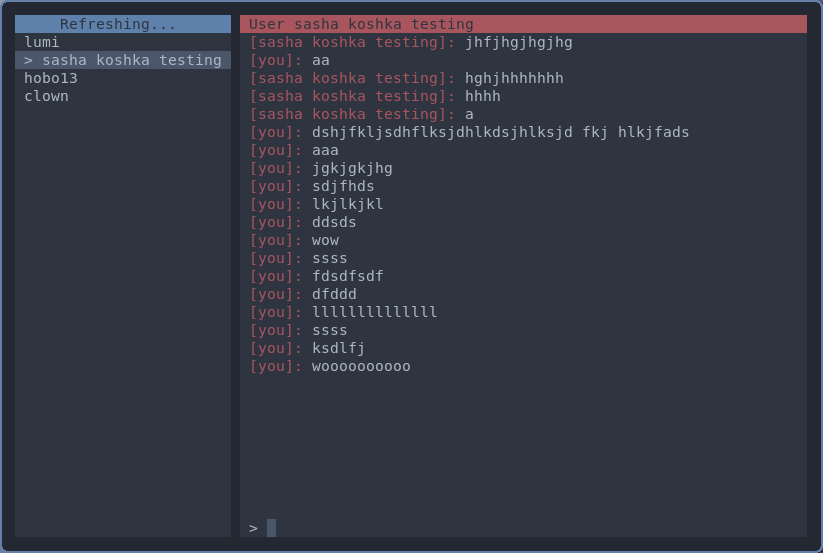 Refreshing...
lumi
> sasha koshka testing
hobo13
clown
User sasha koshka testing
[sasha koshka testing]: jhfjhgjhgjhg
[you]: aa
[sasha koshka testing]: hghjhhhhhhh
[sasha koshka testing]: hhhh
[sasha koshka testing]: a
[you]: dshjfkljsdhflksjdhlkdsjhlksjd fkj hlkjfads
[you]: aaa
[you]: jgkjgkjhg
[you]: sdjfhds
[you]: lkjlkjkl
[you]: ddsds
[you]: wow
[you]: ssss
[you]: fdsdfsdf
[you]: dfddd
[you]: llllllllllllll
[you]: ssss
[you]: ksdlfj
[you]: woooooooooo
>